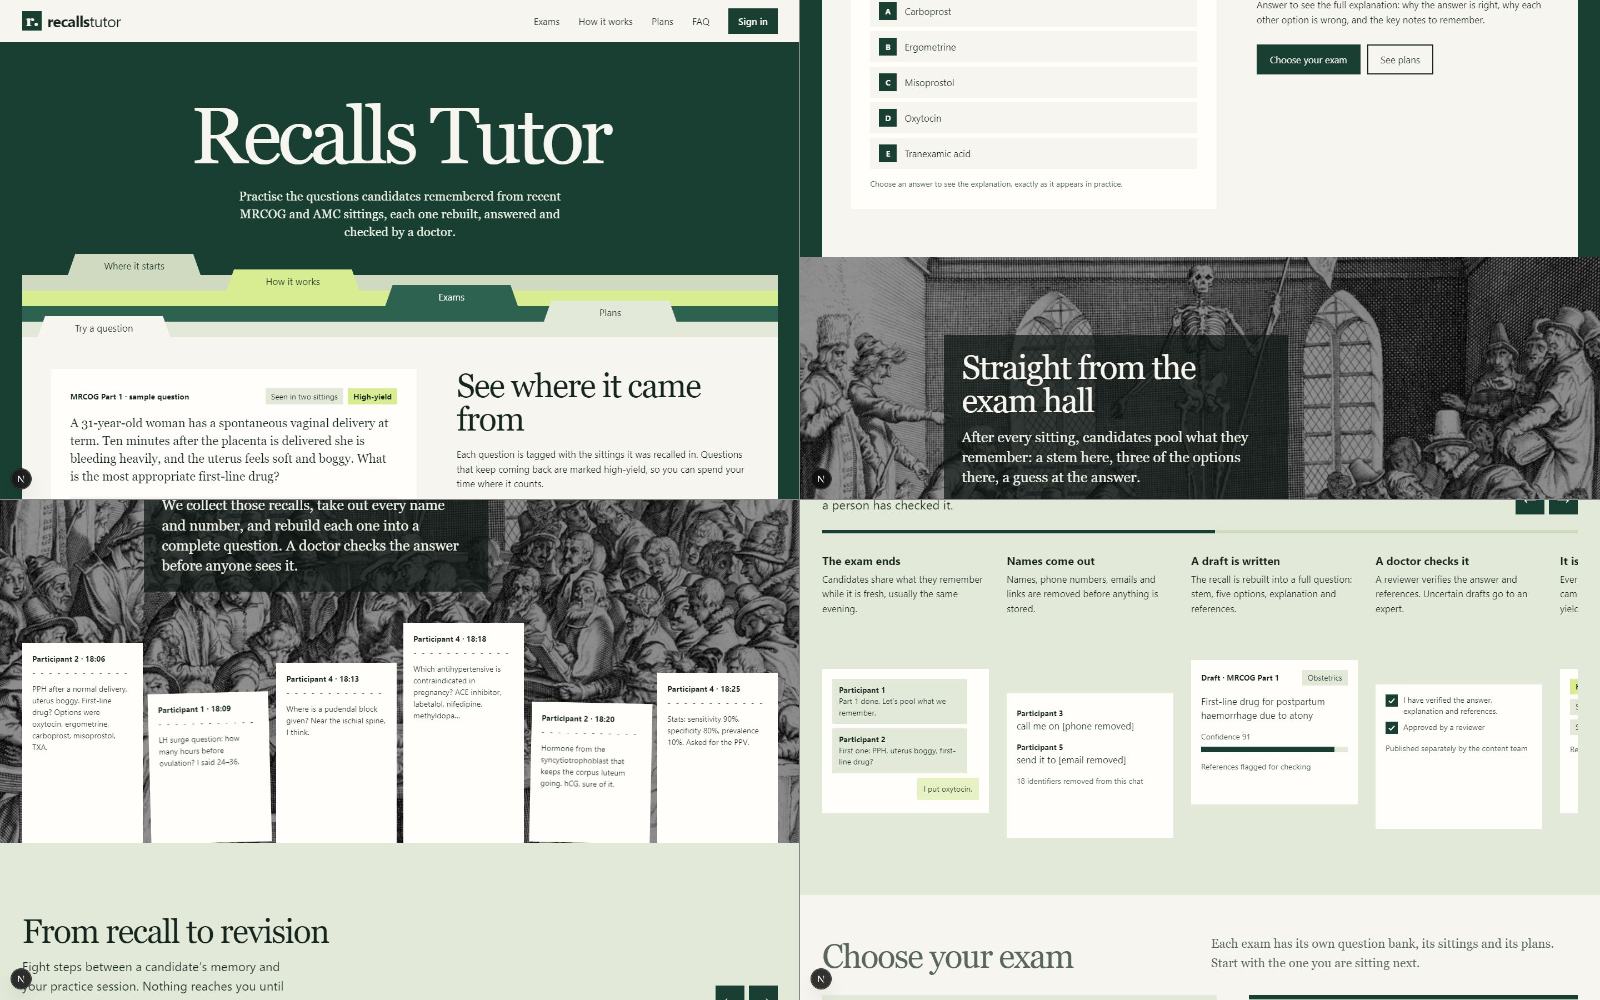 r. recallstutor
Exams
How it works
Plans
FAQ
Sign in
Recalls Tutor
Practise the questions candidates remembered from recent
MRCOG and AMC sittings, each one rebuilt, answered and
checked by a doctor.
Where it starts
How it works
Exams
Plans
Try a question
MRCOG Part 1 · sample question
Seen in two sittings
High-yield
A 31-year-old woman has a spontaneous vaginal delivery at
term. Ten minutes after the placenta is delivered she is
bleeding heavily, and the uterus feels soft and boggy. What
is the most appropriate first-line drug?
See where it came
from
Each question is tagged with the sittings it was recalled in. Questions
that keep coming back are marked high-yield, so you can spend your
time where it counts.
N
A Carboprost
B Ergometrine
C Misoprostol
D Oxytocin
E Tranexamic acid
Choose an answer to see the explanation, exactly as it appears in practice.
Answer to see the full explanation: why the answer is right, why each
other option is wrong, and the key notes to remember.
Choose your exam
See plans
Straight from the
exam hall
After every sitting, candidates pool what they
remember: a stem here, three of the options
there, a guess at the answer.
N
We collect those recalls, take out every name
and number, and rebuild each one into a
complete question. A doctor checks the answer
before anyone sees it.
Participant 2 · 18:06
PPH after a normal delivery,
uterus boggy. First-line
drug? Options were
oxytocin, ergometrine,
carboprost, misoprostol,
TXA.
Participant 1 · 18:09
LH surge question: how
many hours before
ovulation? I said 24–36.
Participant 4 · 18:13
Where is a pudendal block
given? Near the ischial spine,
I think.
Participant 4 · 18:18
Which antihypertensive is
contraindicated in
pregnancy? ACE inhibitor,
labetalol, nifedipine,
methyldopa...
Participant 2 · 18:20
Hormone from the
syncytiotrophoblast that
keeps the corpus luteum
going. hCG, sure of it.
Participant 4 · 18:25
Stats: sensitivity 90%,
specificity 80%, prevalence
10%. Asked for the PPV.
From recall to revision
Eight steps between a candidate's memory and
your practice session. Nothing reaches you until
N
a person has checked it.
The exam ends
Candidates share what they remember
while it is fresh, usually the same
evening.
Names come out
Names, phone numbers, emails and
links are removed before anything is
stored.
A draft is written
The recall is rebuilt into a full question:
stem, five options, explanation and
references.
A doctor checks it
A reviewer verifies the answer and
references. Uncertain drafts go to an
expert.
It is
Participant 1
Part 1 done. Let's pool what we
remember.
Participant 2
First one: PPH, uterus boggy, first-
line drug?
I put oxytocin.
Participant 3
call me on [phone removed]
Participant 5
send it to [email removed]
18 identifiers removed from this chat
Draft · MRCOG Part 1
Obstetrics
First-line drug for postpartum
haemorrhage due to atony
Confidence 91
References flagged for checking
I have verified the answer,
explanation and references.
Approved by a reviewer
Published separately by the content team
Choose your exam
Each exam has its own question bank, its sittings and its plans.
Start with the one you are sitting next.
N